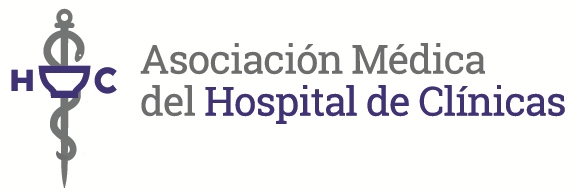 H C
Asociación Médica
del Hospital de Clínicas